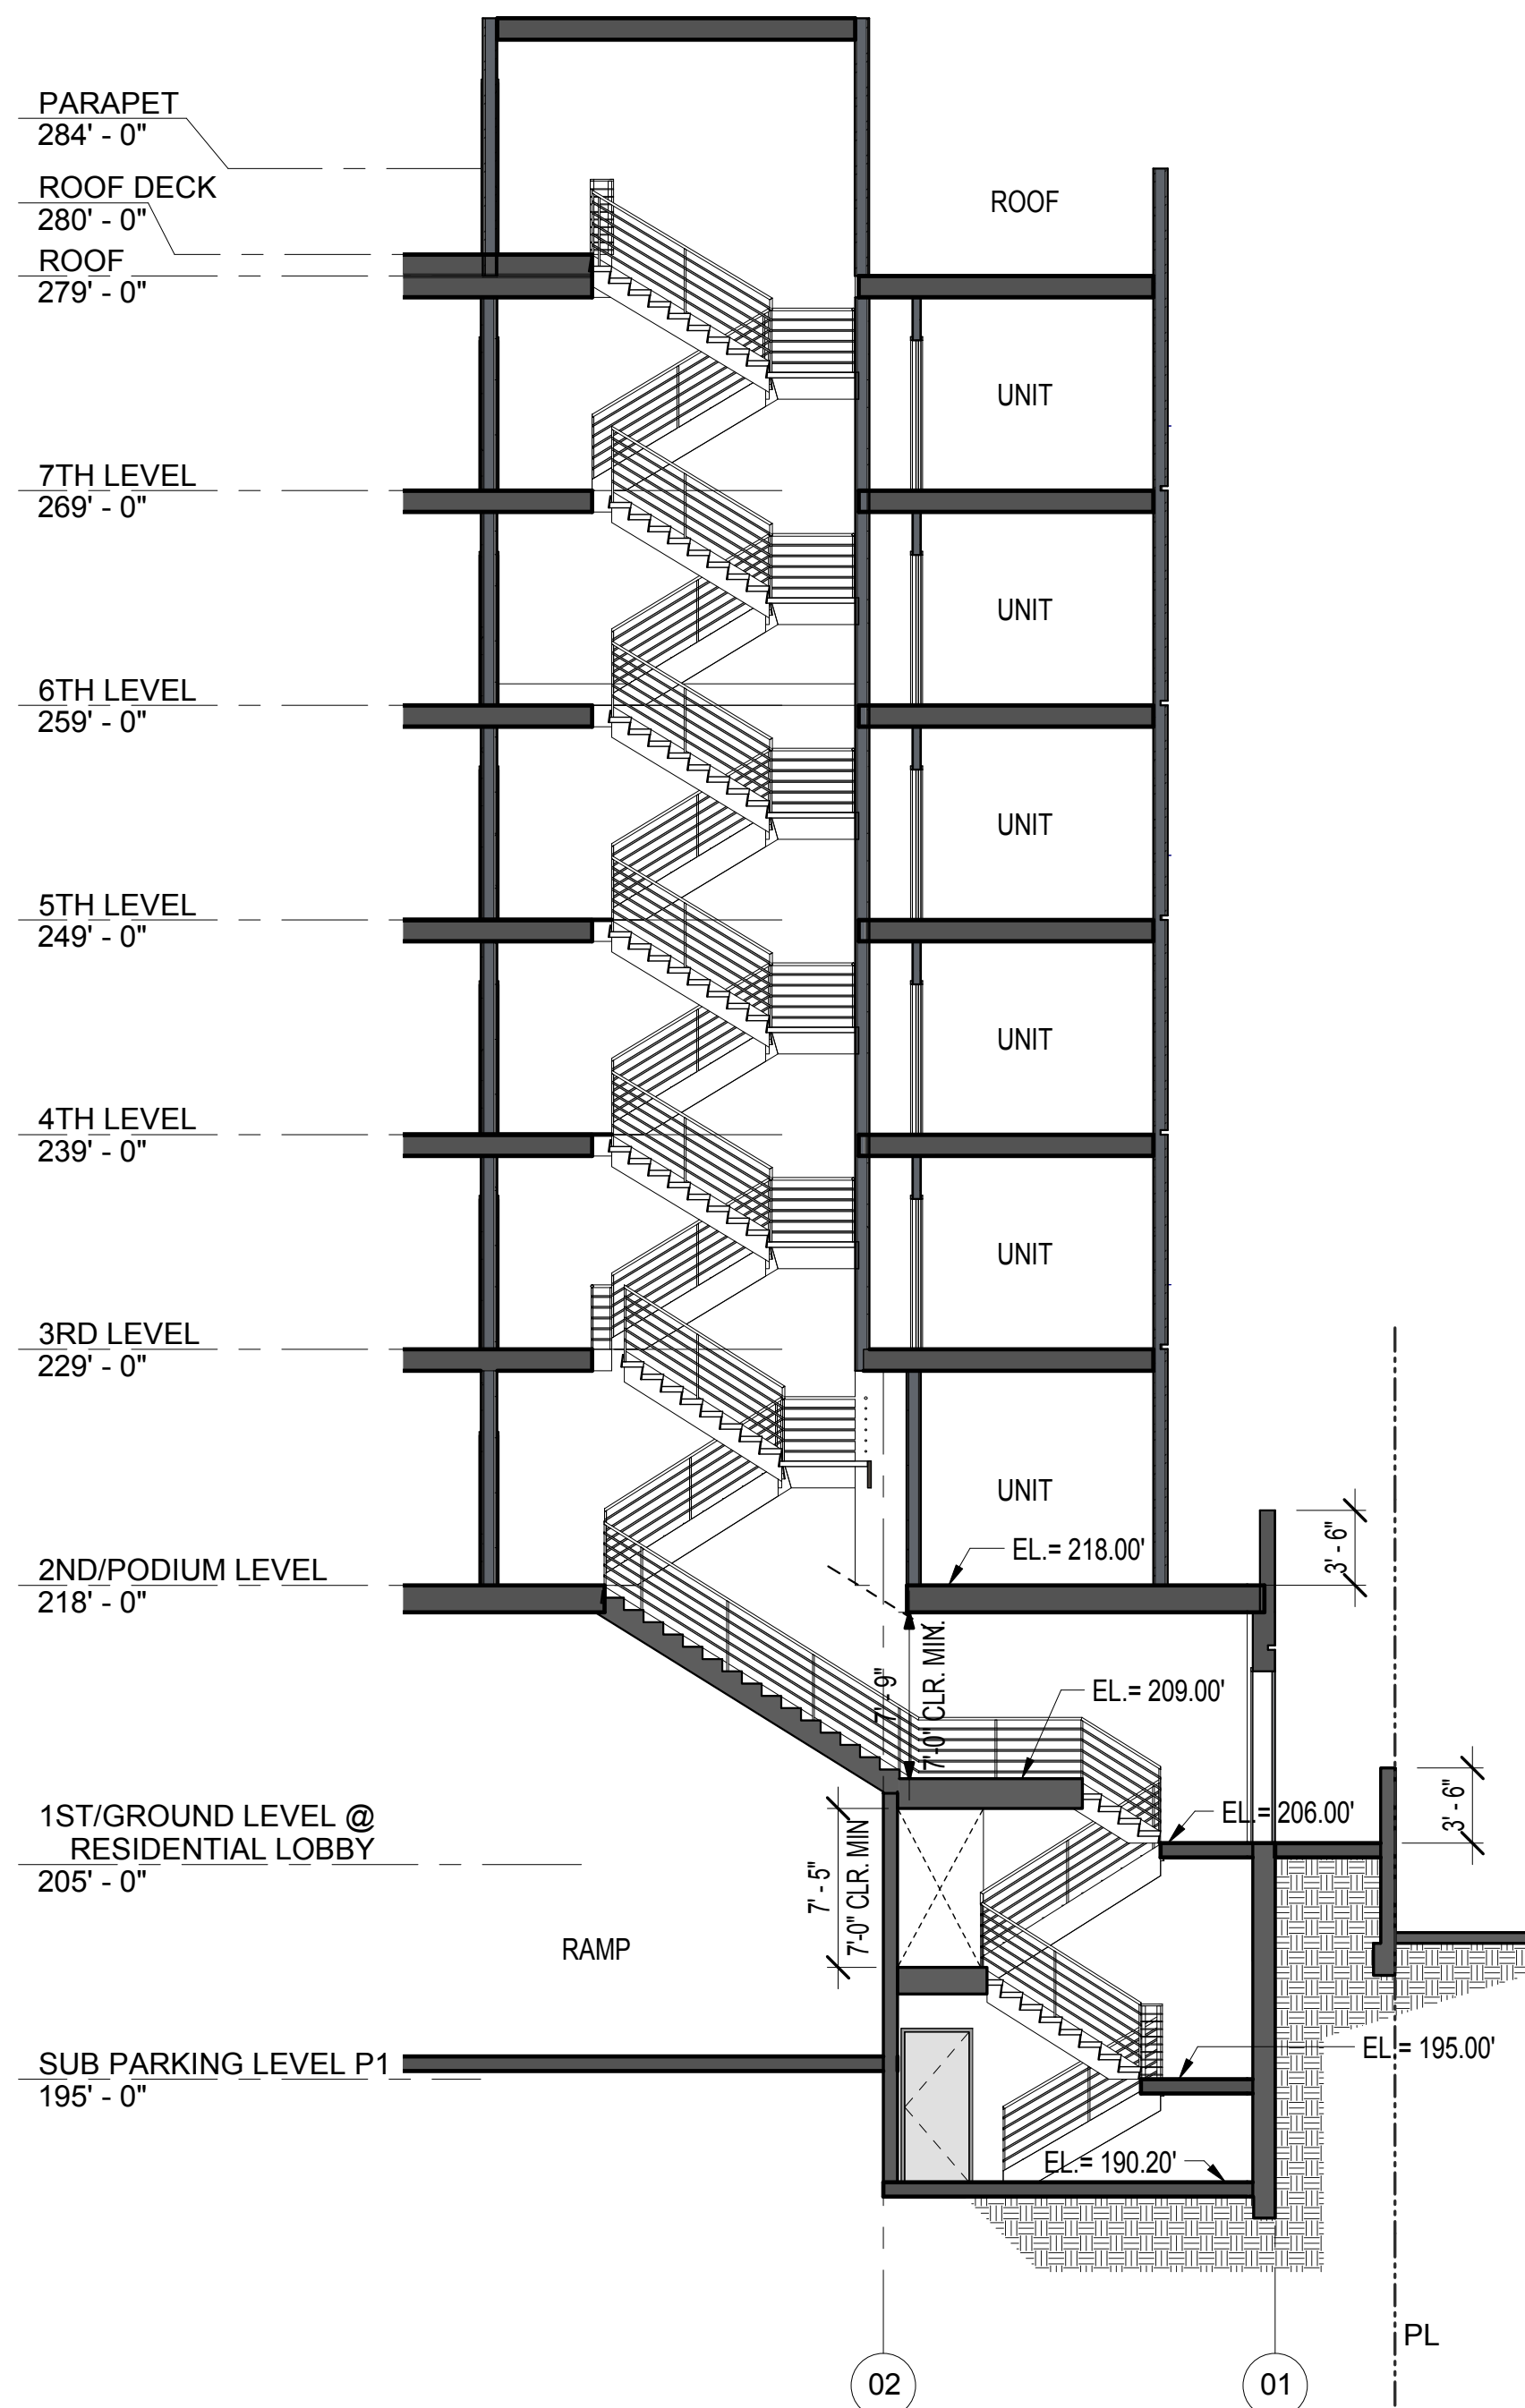 PARAPET
284' - 0"
ROOF DECK
280' - 0"
ROOF
279' - 0"
ROOF
UNIT
7TH LEVEL
269' - 0"
UNIT
6TH LEVEL
259' - 0"
UNIT
5TH LEVEL
249' - 0"
UNIT
4TH LEVEL
239' - 0"
UNIT
3RD LEVEL
229' - 0"
UNIT
EL.= 218.00'
3' - 6"
2ND/PODIUM LEVEL
218' - 0"
7' - 9"
7'-0" CLR. MIN.
EL.= 209.00'
EL.= 206.00'
3' - 6"
1ST/GROUND LEVEL @
RESIDENTIAL LOBBY
205' - 0"
7' - 5"
7'-0" CLR. MIN
RAMP
EL.= 195.00'
SUB PARKING LEVEL P1
195' - 0"
EL.= 190.20'
PL
02
01